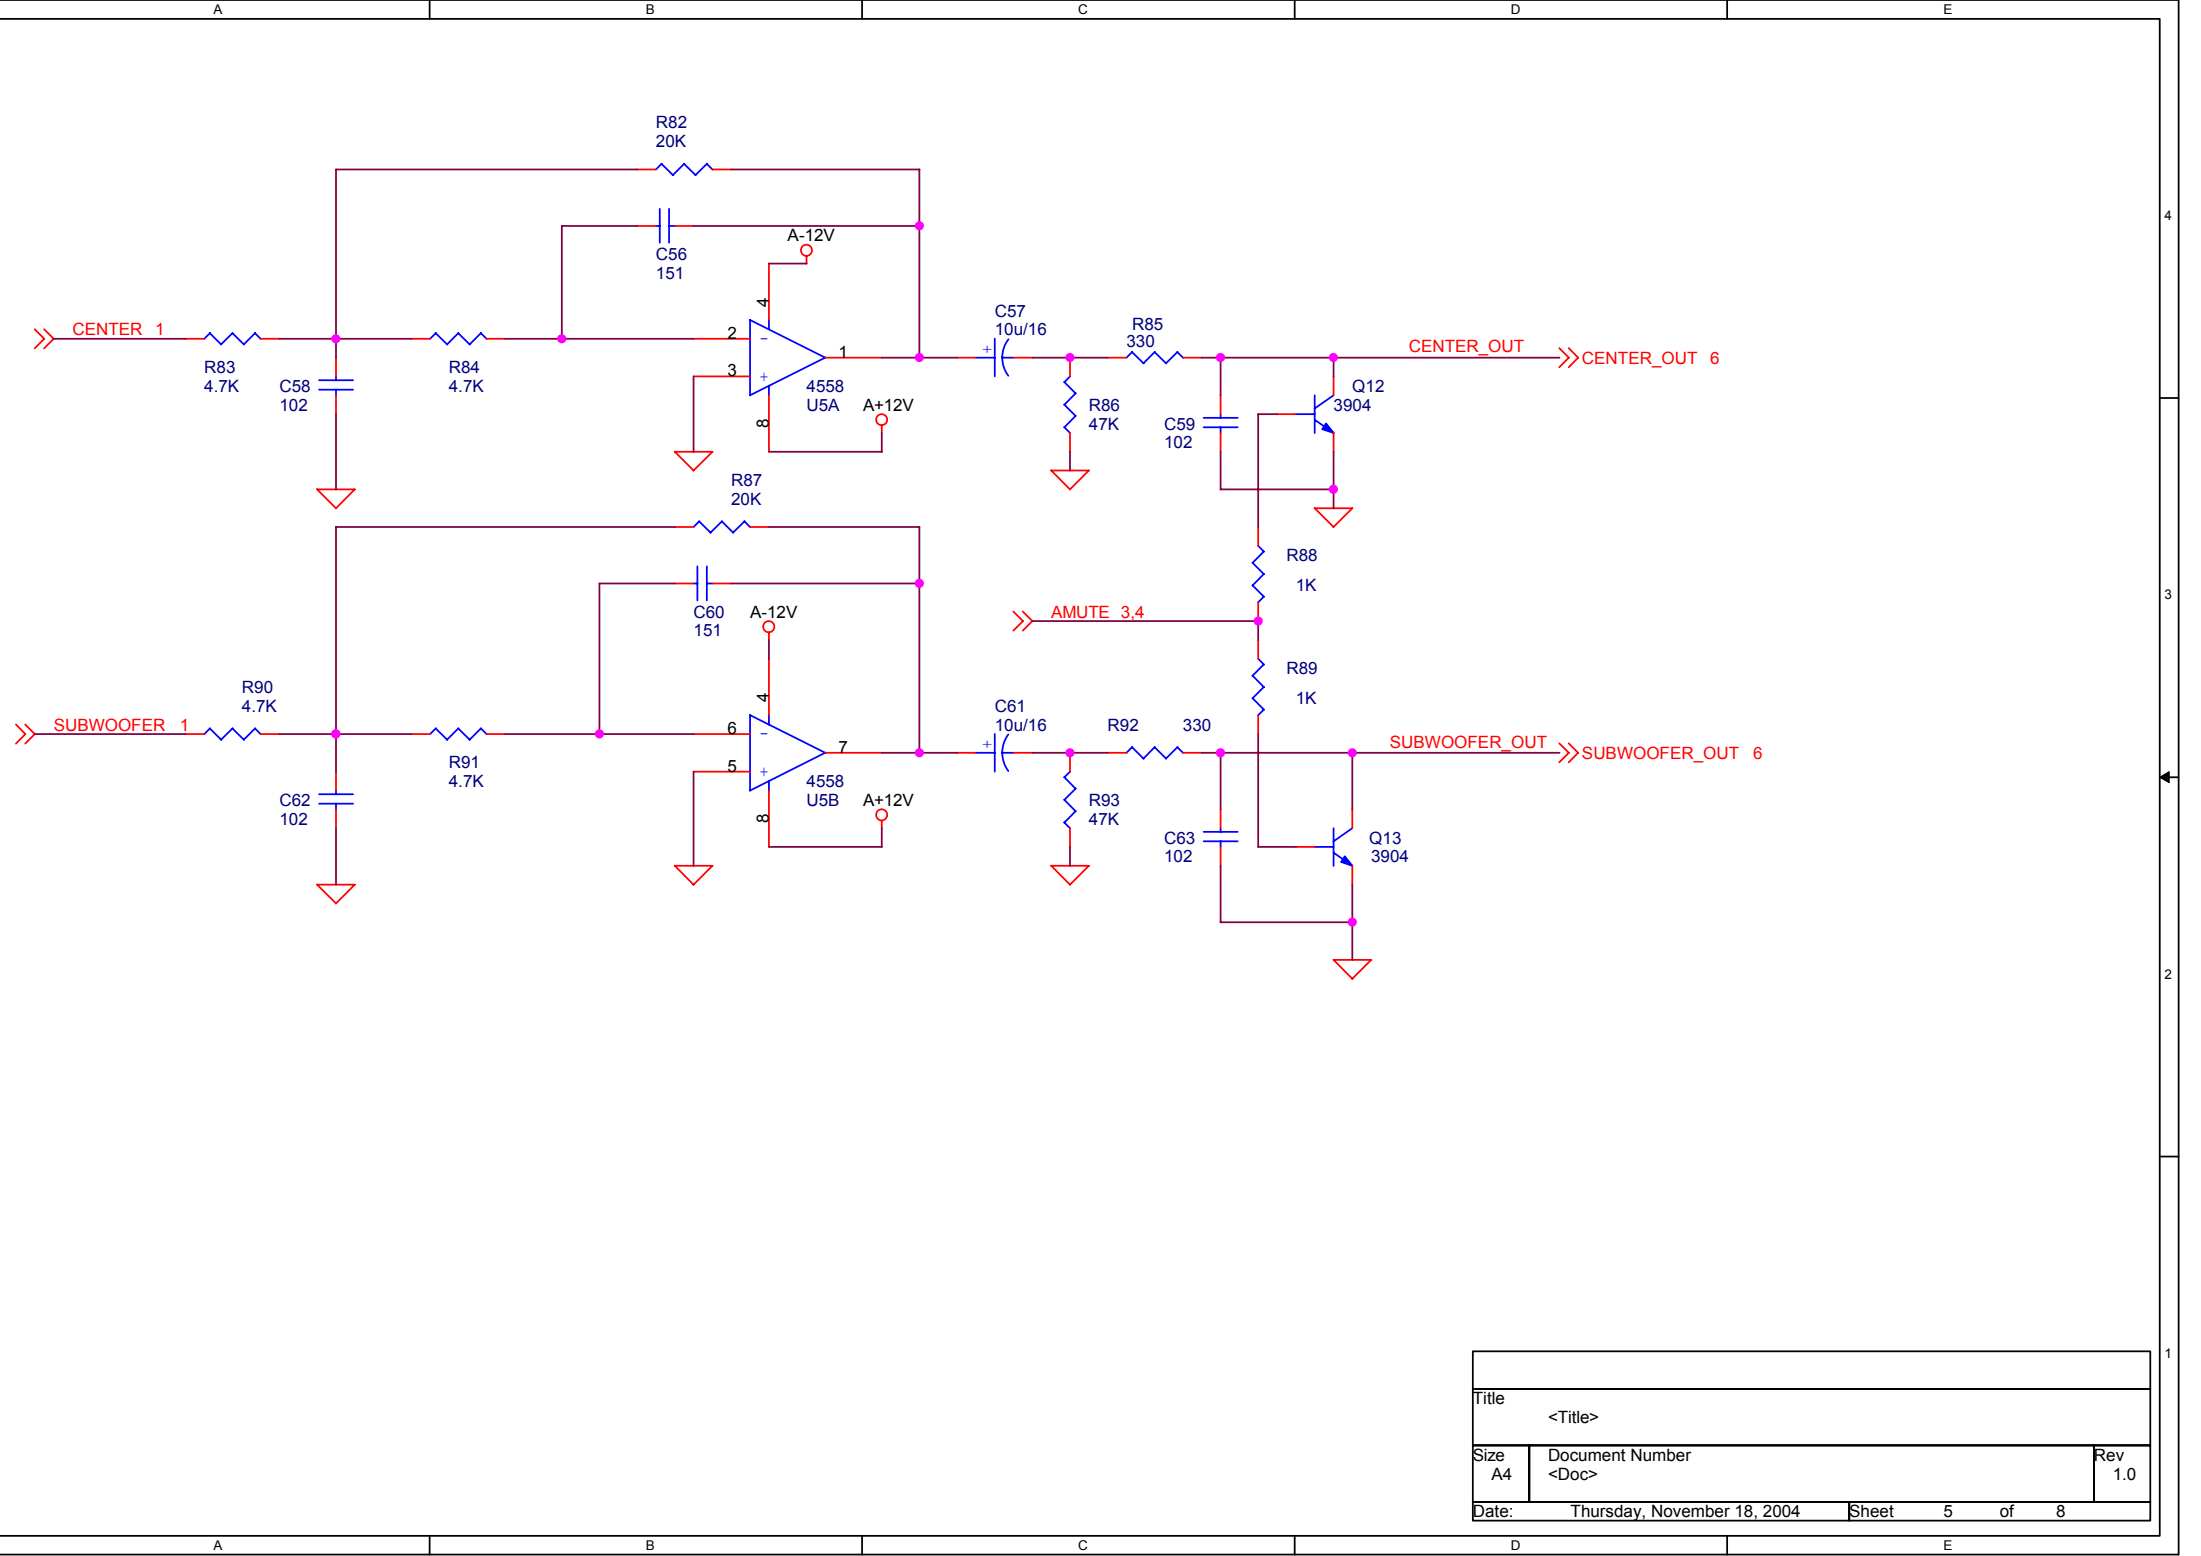 A B C D E
R82
20K
A-12V
C56
151
4
CENTER 1
R83
4.7K
C58
102
R84
4.7K
2
3
4
8
1
4558
U5A
A+12V
C57
10u/16
R85
330
R86
47K
C59
102
CENTER_OUT
CENTER_OUT 6
Q12
3904
R87
20K
C60
151
A-12V
R88
1K
AMUTE 3,4
R89
1K
3
SUBWOOFER 1
R90
4.7K
C62
102
R91
4.7K
6
5
4
8
7
4558
U5B
A+12V
C61
10u/16
R92 330
R93
47K
C63
102
SUBWOOFER_OUT
SUBWOOFER_OUT 6
Q13
3904
2
1
Title
<Title>
Size
A4
Document Number
<Doc>
Rev
1.0
Date: Thursday, November 18, 2004 Sheet 5 of 8
A B C D E